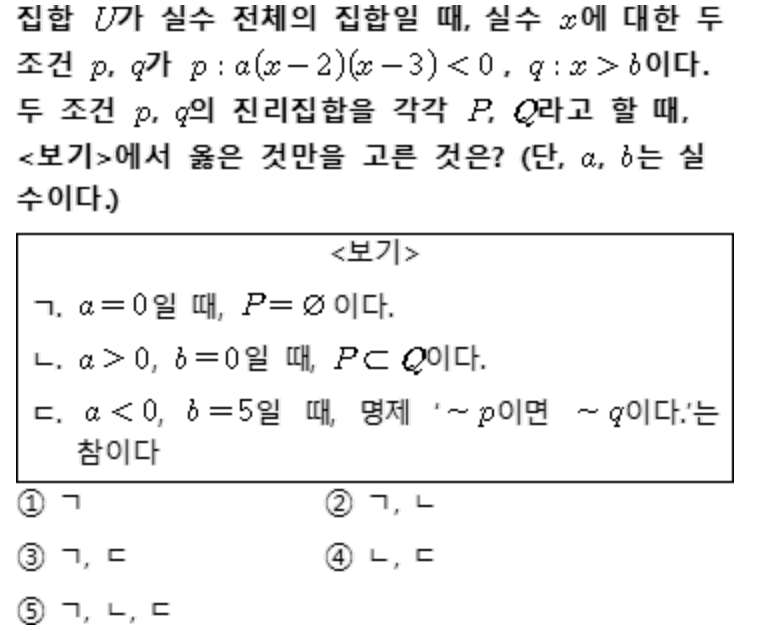 집합 U가 실수 전체의 집합일 때, 실수 x에 대한 두
조건 p, q가 p : a(x-2)(x-3)<0, q : x>b이다.
두 조건 p, q의 진리집합을 각각 P, Q라고 할 때,
<보기>에서 옳은 것만을 고른 것은? (단, a, b는 실
수이다.)
<보기>
ㄱ. a=0일 때, P=∅이다.
ㄴ. a>0, b=0일 때, P⊂Q이다.
ㄷ. a<0, b=5일 때, 명제 '~p이면 ~q이다.'는
참이다
① ㄱ ② ㄱ, ㄴ
③ ㄱ, ㄷ ④ ㄴ, ㄷ
⑤ ㄱ, ㄴ, ㄷ